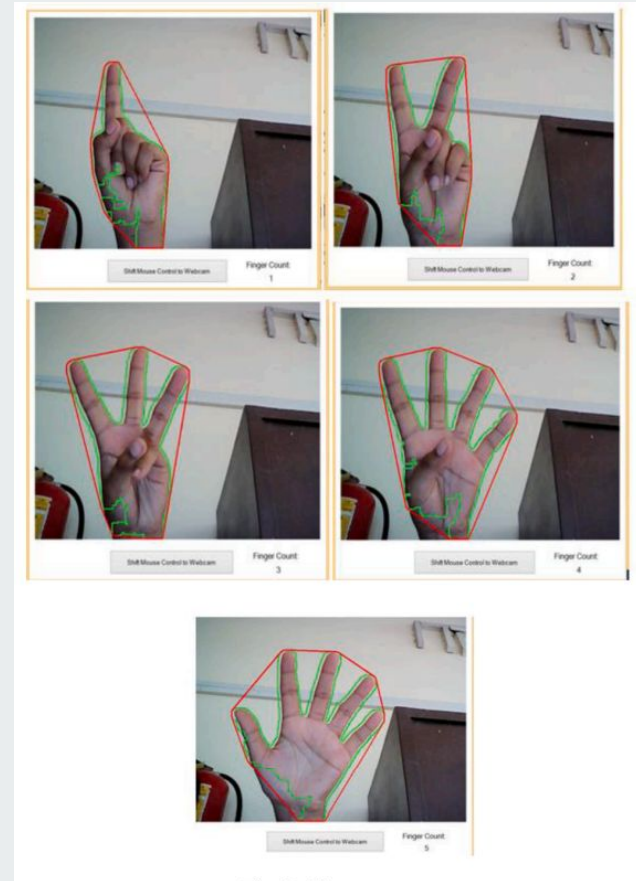 Shift Mouse Control to Webcam
Finger Count:
1
Shift Mouse Control to Webcam
Finger Count:
2
Shift Mouse Control to Webcam
Finger Count:
3
Shift Mouse Control to Webcam
Finger Count:
4
Shift Mouse Control to Webcam
Finger Count:
5